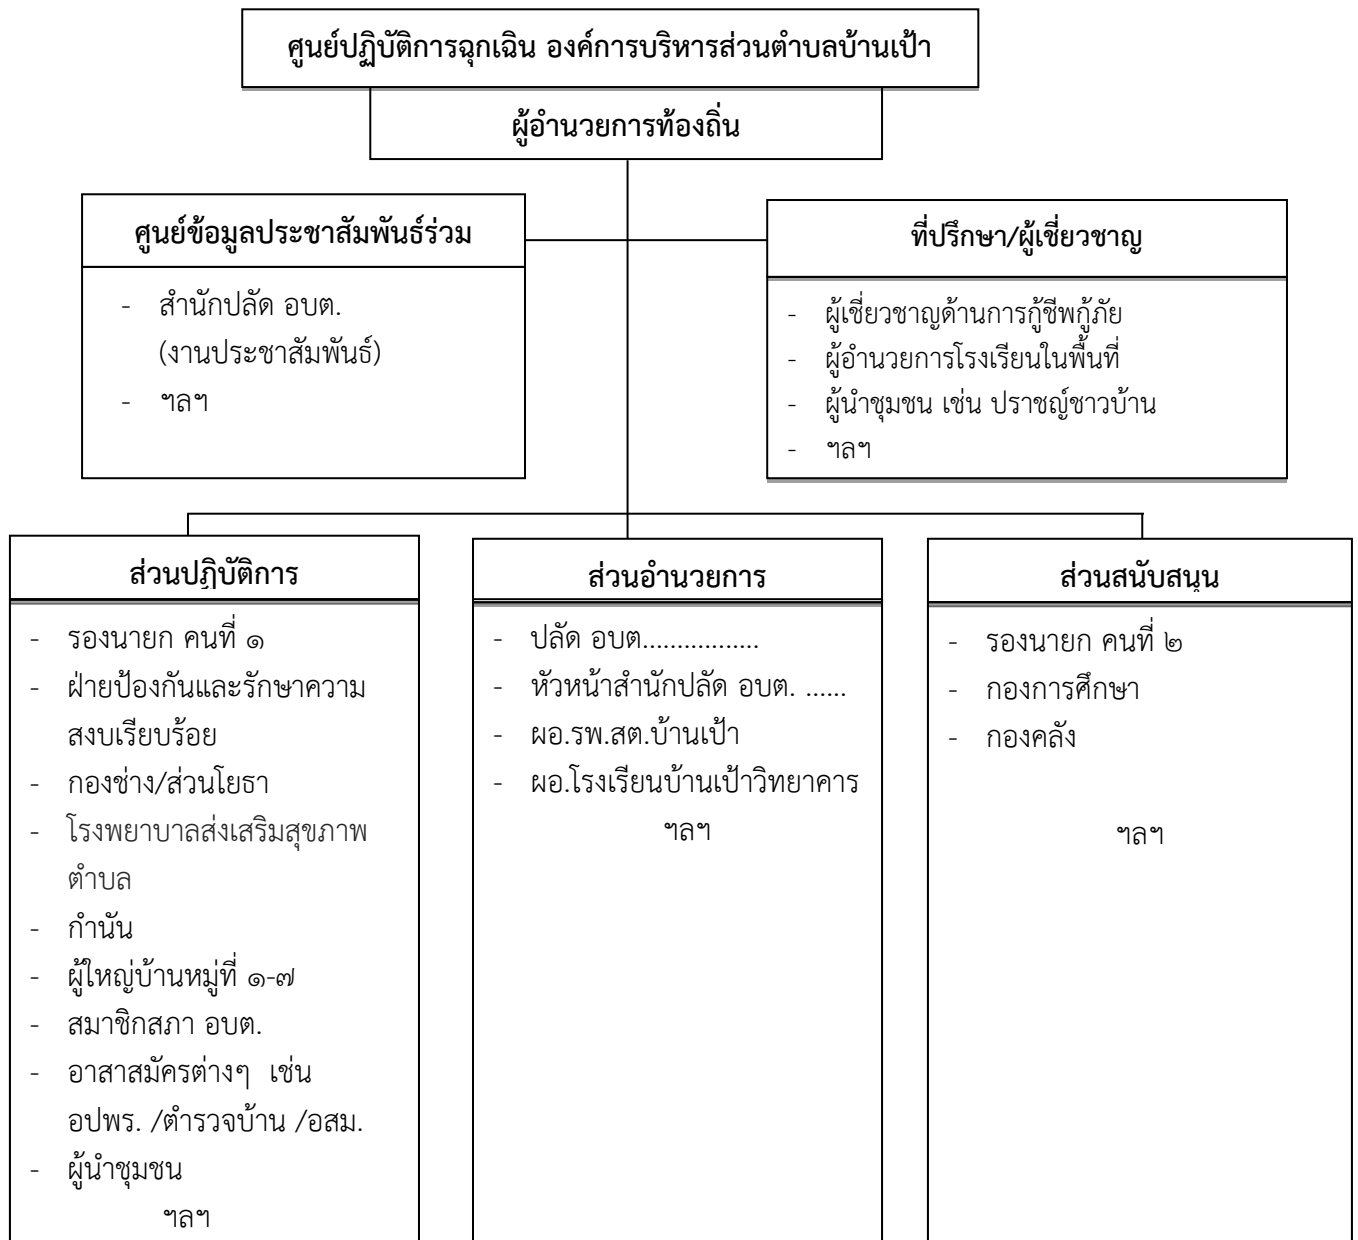 ศูนย์ปฏิบัติการฉุกเฉิน องค์การบริหารส่วนตำบลบ้านเป้า
ผู้อำนวยการท้องถิ่น
ศูนย์ข้อมูลประชาสัมพันธ์ร่วม
- สำนักปลัด อบต.
(งานประชาสัมพันธ์)
- ฯลฯ
ที่ปรึกษา/ผู้เชี่ยวชาญ
- ผู้เชี่ยวชาญด้านการกู้ชีพกู้ภัย
- ผู้อำนวยการโรงเรียนในพื้นที่
- ผู้นำชุมชน เช่น ปราชญ์ชาวบ้าน
- ฯลฯ
ส่วนปฏิบัติการ
- รองนายก คนที่ ๑
- ฝ่ายป้องกันและรักษาความ
สงบเรียบร้อย
- กองช่าง/ส่วนโยธา
- โรงพยาบาลส่งเสริมสุขภาพ
ตำบล
- กำนัน
- ผู้ใหญ่บ้านหมู่ที่ ๑-๗
- สมาชิกสภา อบต.
- อาสาสมัครต่างๆ เช่น
อปพร. /ตำรวจบ้าน /อสม.
- ผู้นำชุมชน
ฯลฯ
ส่วนอำนวยการ
- ปลัด อบต.................
- หัวหน้าสำนักปลัด อบต. ......
- ผอ.รพ.สต.บ้านเป้า
- ผอ.โรงเรียนบ้านเป้าวิทยาคาร
ฯลฯ
ส่วนสนับสนุน
- รองนายก คนที่ ๒
- กองการศึกษา
- กองคลัง
ฯลฯ